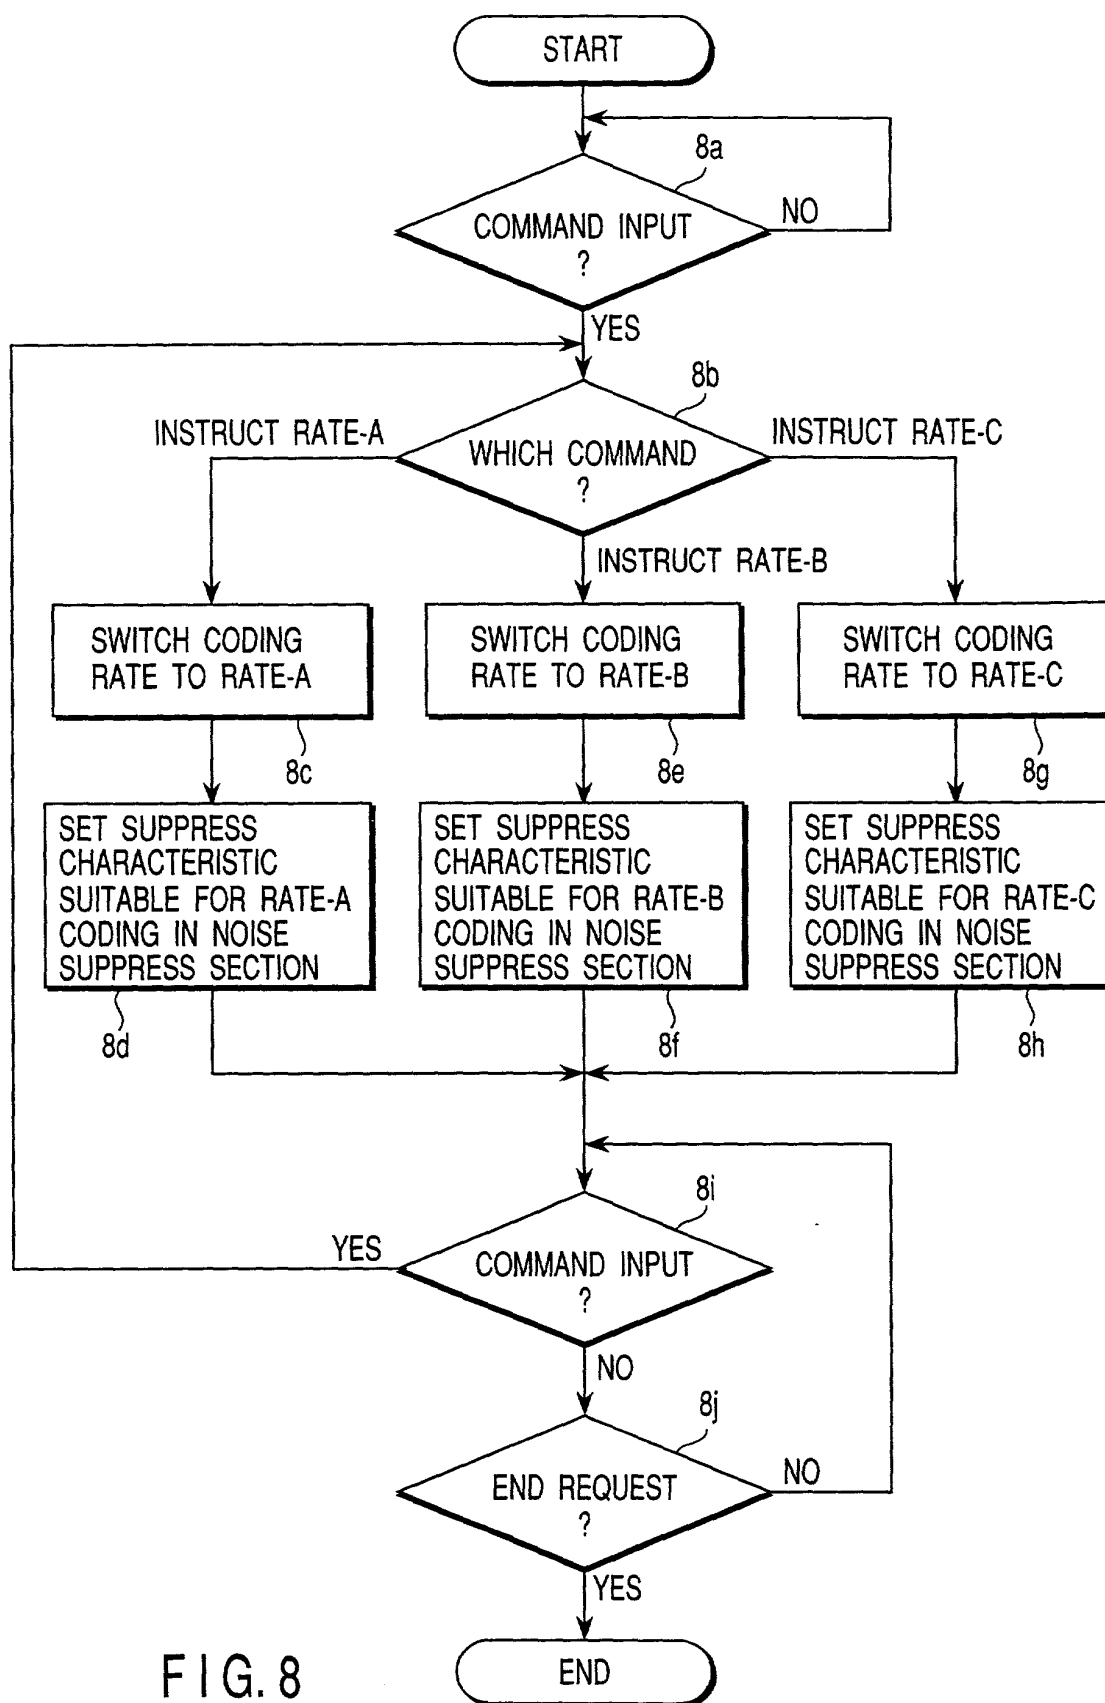 START
8a
COMMAND INPUT
?
NO
YES
8b
INSTRUCT RATE-A
WHICH COMMAND
?
INSTRUCT RATE-C
INSTRUCT RATE-B
SWITCH CODING
RATE TO RATE-A
8c
SWITCH CODING
RATE TO RATE-B
8e
SWITCH CODING
RATE TO RATE-C
8g
SET SUPPRESS
CHARACTERISTIC
SUITABLE FOR RATE-A
CODING IN NOISE
SUPPRESS SECTION
8d
SET SUPPRESS
CHARACTERISTIC
SUITABLE FOR RATE-B
CODING IN NOISE
SUPPRESS SECTION
8f
SET SUPPRESS
CHARACTERISTIC
SUITABLE FOR RATE-C
CODING IN NOISE
SUPPRESS SECTION
8h
8i
YES
COMMAND INPUT
?
NO
8j
END REQUEST
?
NO
YES
END
FIG. 8